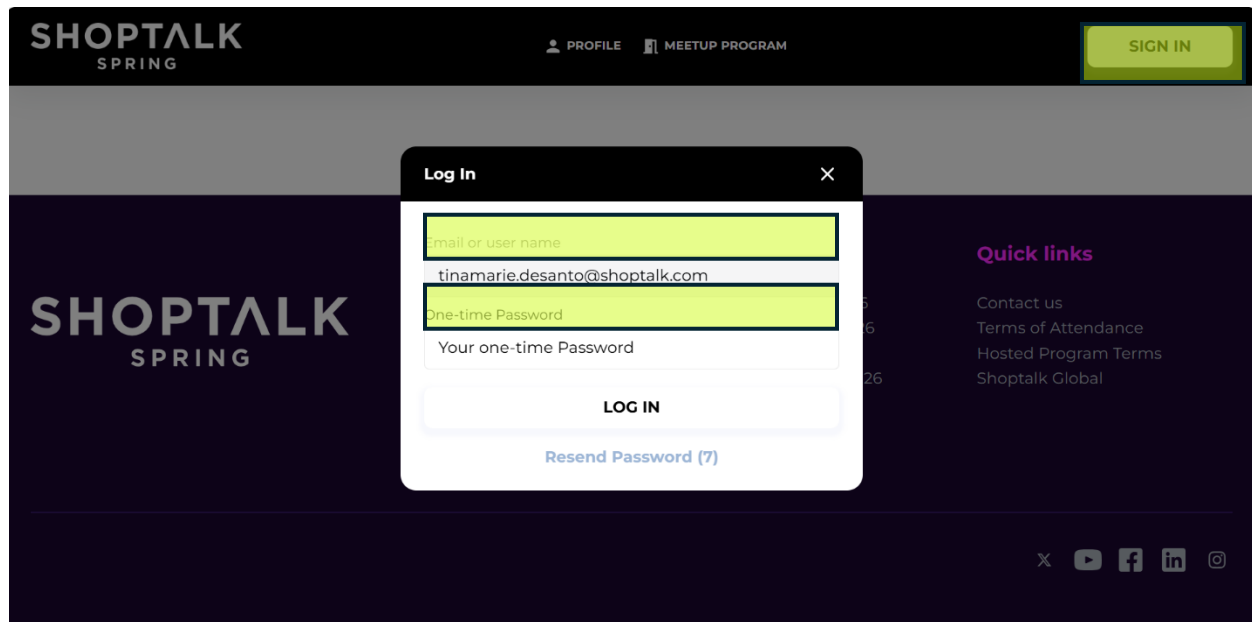 SHOPTALK
SPRING
PROFILE
MEETUP PROGRAM
SIGN IN
Log In
Email or user name
tinamarie.desanto@shoptalk.com
One-time Password
Your one-time Password
LOG IN
Resend Password (7)
SHOPTALK
SPRING
26
Quick links
Contact us
Terms of Attendance
Hosted Program Terms
Shoptalk Global
X
in